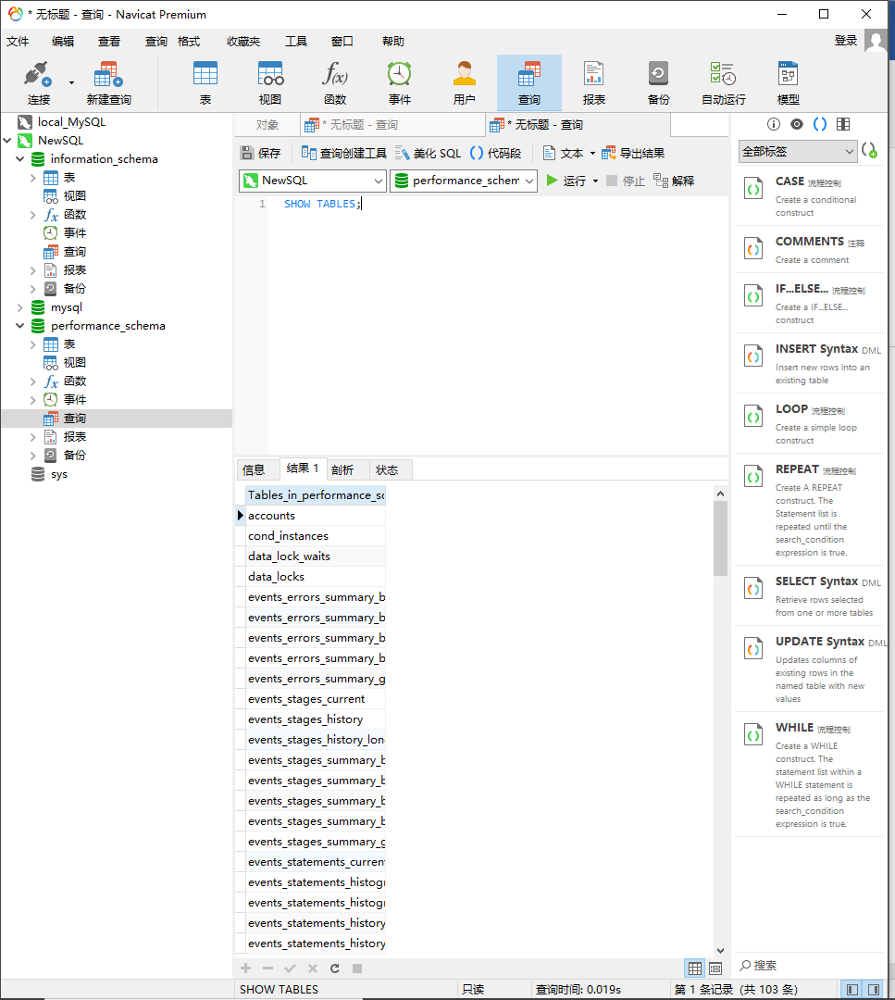 * 无标题 - 查询 - Navicat Premium
文件 编辑 查看 查询 格式 收藏夹 工具 窗口 帮助 登录
连接 新建查询 表 视图 函数 事件 用户 查询 报表 备份 自动运行 模型
local_MySQL
NewSQL
information_schema
表
视图
函数
事件
查询
报表
备份
mysql
performance_schema
表
视图
函数
事件
查询
报表
备份
sys
对象 * 无标题 - 查询 * 无标题 - 查询
保存 查询创建工具 美化 SQL () 代码段 文本 导出结果
NewSQL performance_schem 运行 停止 解释
1 SHOW TABLES;
信息 结果 1 剖析 状态
Tables_in_performance_sc
accounts
cond_instances
data_lock_waits
data_locks
events_errors_summary_b
events_errors_summary_b
events_errors_summary_b
events_errors_summary_b
events_errors_summary_g
events_stages_current
events_stages_history
events_stages_history_lon
events_stages_summary_b
events_stages_summary_b
events_stages_summary_b
events_stages_summary_b
events_stages_summary_g
events_statements_curren
events_statements_histogr
events_statements_histogr
events_statements_history
events_statements_history
全部标签
CASE 流程控制
Create a conditional
construct
COMMENTS 注释
Create a comment
IF...ELSE... 流程控制
Create a IF...ELSE...
construct
INSERT Syntax DML
Insert new rows into an
existing table
LOOP 流程控制
Create a simple loop
construct
REPEAT 流程控制
Create A REPEAT
construct. The
Statement list is
repeated until the
search_condition
expression is true.
SELECT Syntax DML
Retrieve rows selected
from one or more tables
UPDATE Syntax DML
Updates columns of
existing rows in the
named table with new
values
WHILE 流程控制
Create a WHILE
construct. The
statement list within a
WHILE statement is
repeated as long as the
search_condition
expression is true.
搜索
SHOW TABLES 只读 查询时间: 0.019s 第 1 条记录 (共 103 条)